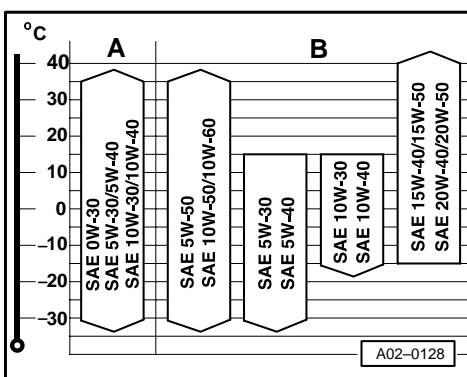 °C
A
B
40
30
20
10
0
–10
–20
–30
SAE 0W-30
SAE 5W-30/5W-40
SAE 10W-30/10W-40
SAE 5W-50
SAE 10W-50/10W-60
SAE 5W-30
SAE 5W-40
SAE 10W-30
SAE 10W-40
SAE 15W-40/15W-50
SAE 20W-40/20W-50
A02–0128